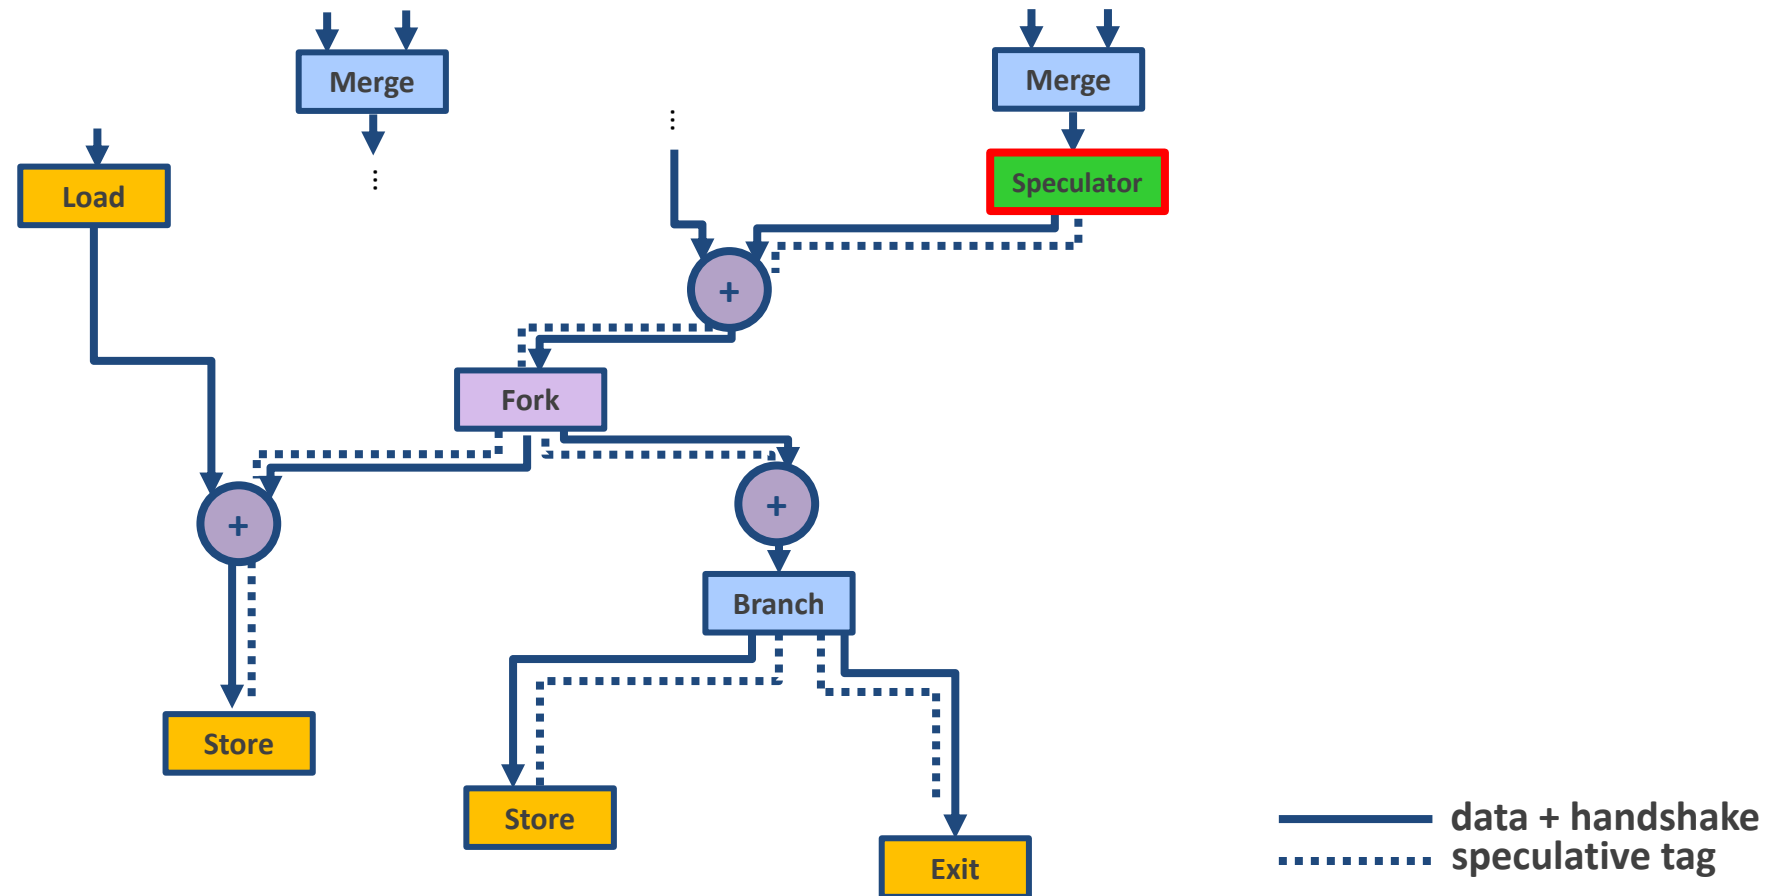 Merge
Merge
⋮
Speculator
⋮
Load
+
Fork
+
+
Branch
Store
Store
Exit
data + handshake
speculative tag